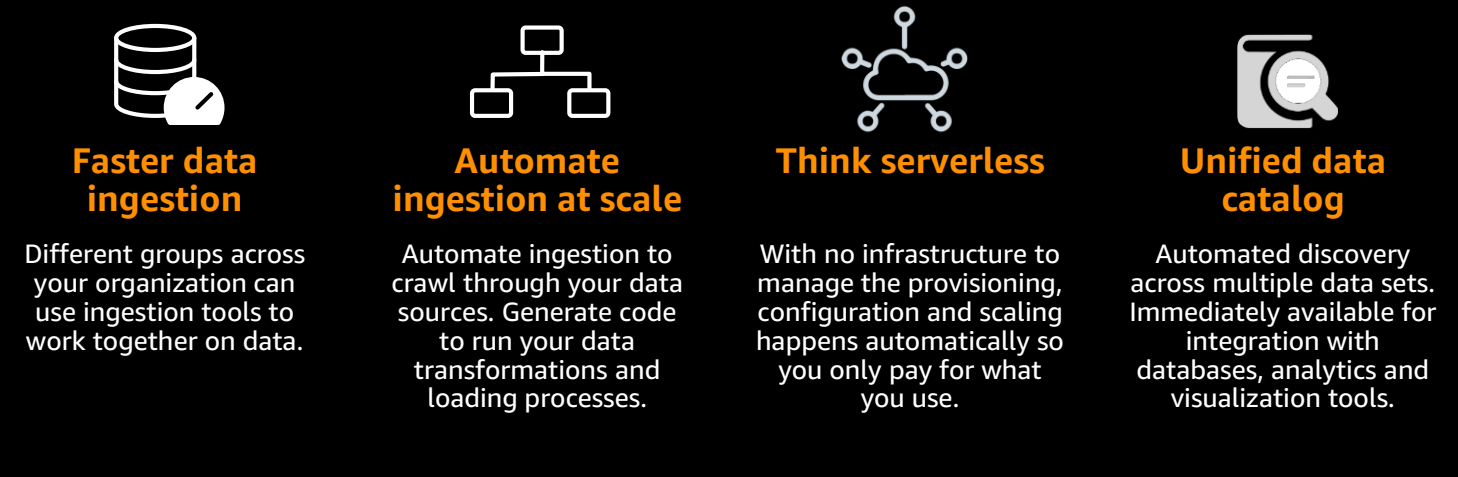 Faster data
ingestion
Different groups across
your organization can
use ingestion tools to
work together on data.
Automate
ingestion at scale
Automate ingestion to
crawl through your data
sources. Generate code
to run your data
transformations and
loading processes.
Think serverless
With no infrastructure to
manage the provisioning,
configuration and scaling
happens automatically so
you only pay for what
you use.
Unified data
catalog
Automated discovery
across multiple data sets.
Immediately available for
integration with
databases, analytics and
visualization tools.